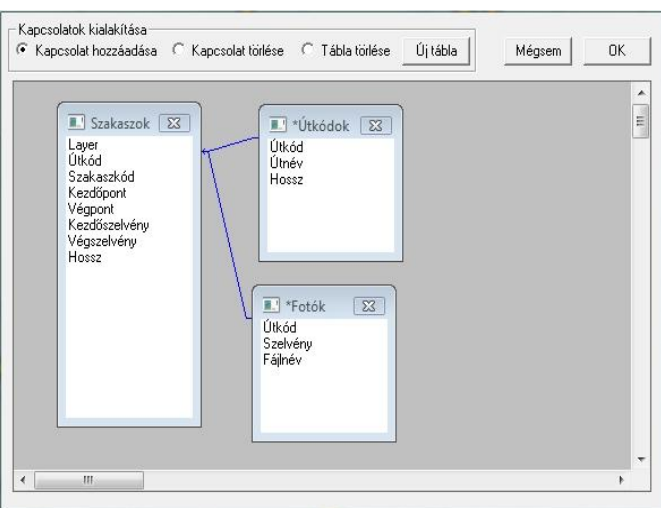 Kapcsolatok kialakítása
Kapcsolat hozzáadása Kapcsolat törlése Tábla törlése Új tábla Mégsem OK
Szakaszok
Layer
Útkód
Szakaszkód
Kezdőpont
Végpont
Kezdőszelvény
Végszelvény
Hossz
*Útkódok
Útkód
Útnév
Hossz
*Fotók
Útkód
Szelvény
Fájlnév